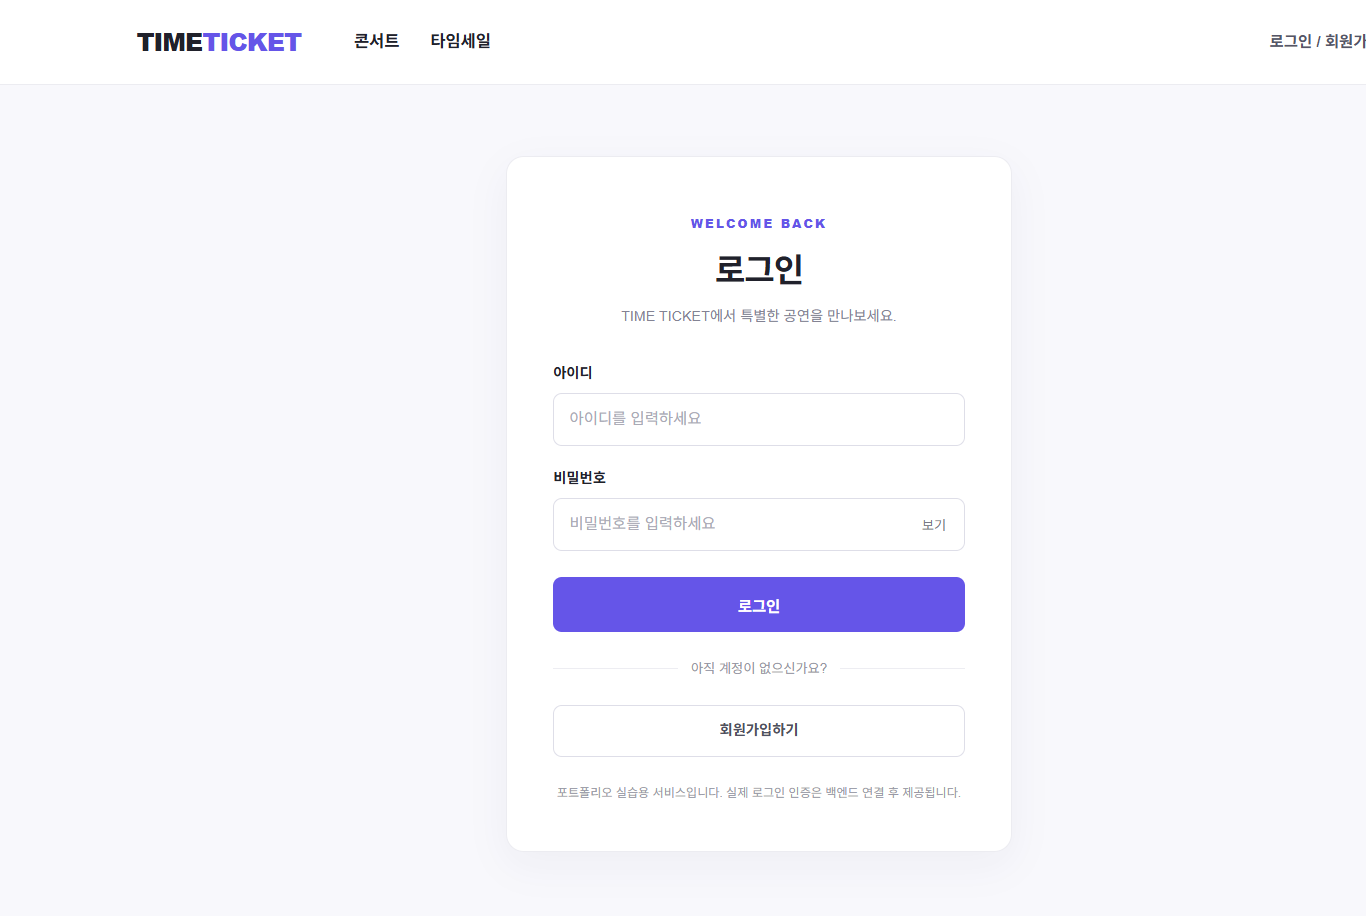 TIMETICKET 콘서트 타임세일 로그인 / 회원가
WELCOME BACK
로그인
TIME TICKET에서 특별한 공연을 만나보세요.
아이디
아이디를 입력하세요
비밀번호
비밀번호를 입력하세요 보기
로그인
아직 계정이 없으신가요?
회원가입하기
포트폴리오 실습용 서비스입니다. 실제 로그인 인증은 백엔드 연결 후 제공됩니다.